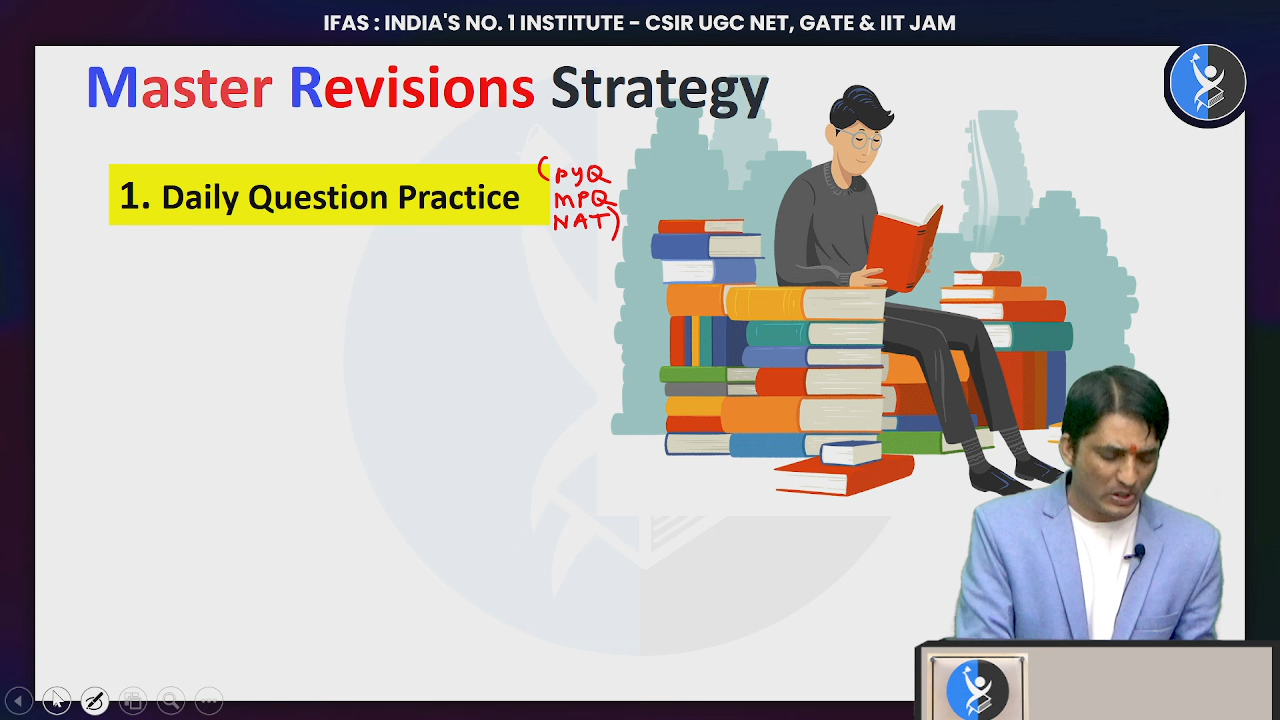 IFAS : INDIA'S NO. 1 INSTITUTE - CSIR UGC NET, GATE & IIT JAM
Master Revisions Strategy
1. Daily Question Practice
(PYQ
MPQ
NAT)